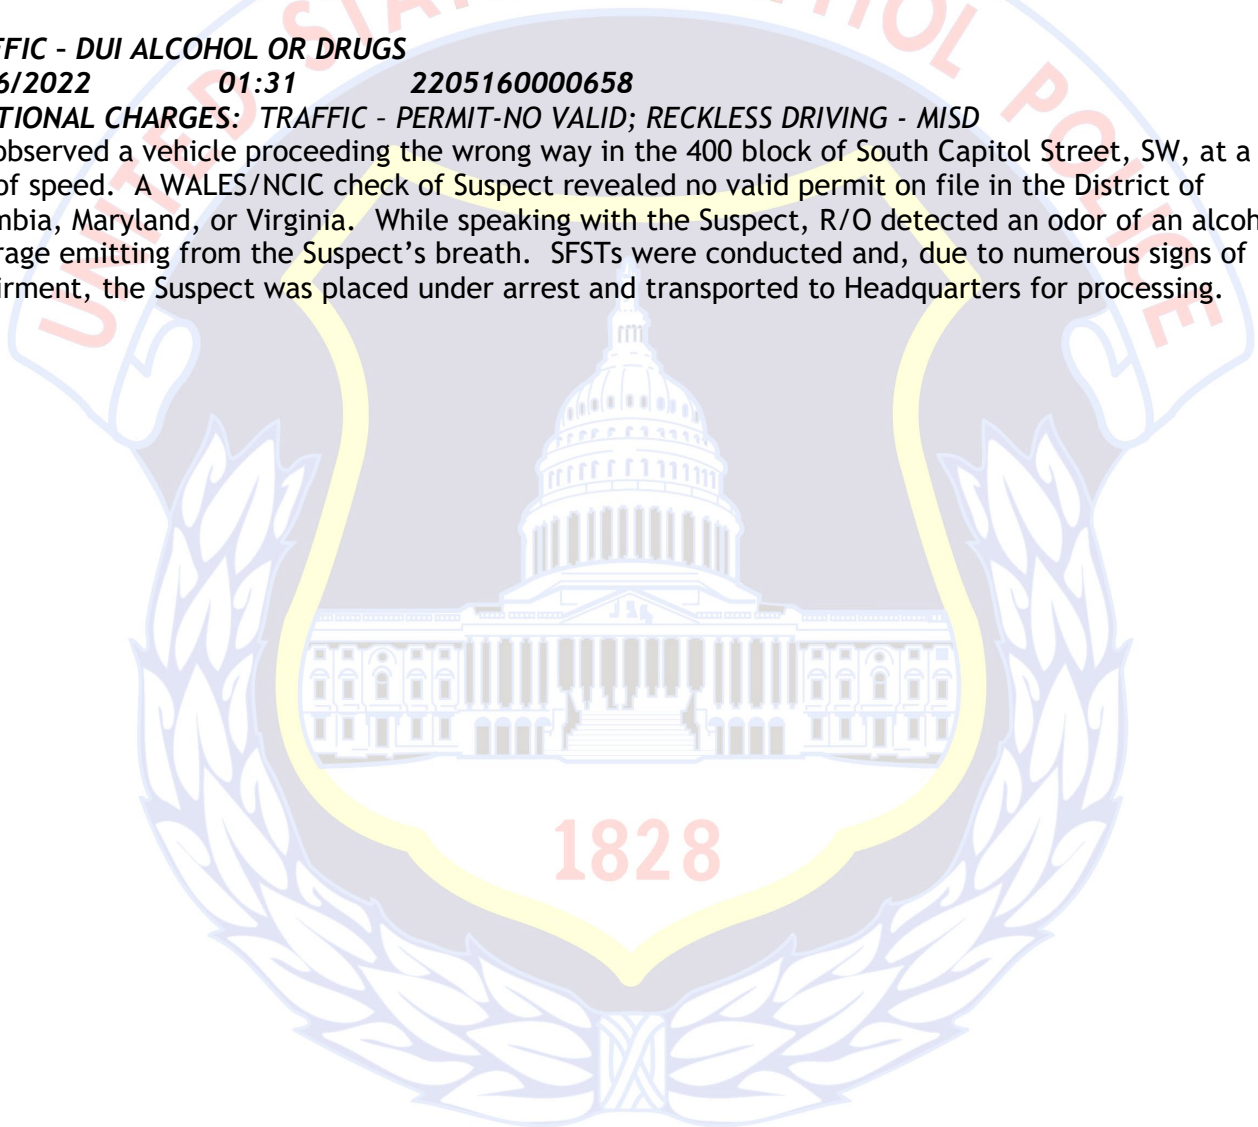 UNITED STATES CAPITOL POLICE
FFIC – DUI ALCOHOL OR DRUGS
6/2022 01:31 2205160000658
TIONAL CHARGES: TRAFFIC – PERMIT-NO VALID; RECKLESS DRIVING - MISD
observed a vehicle proceeding the wrong way in the 400 block of South Capitol Street, SW, at a
of speed. A WALES/NCIC check of Suspect revealed no valid permit on file in the District of
mbia, Maryland, or Virginia. While speaking with the Suspect, R/O detected an odor of an alcoh
rage emitting from the Suspect’s breath. SFSTs were conducted and, due to numerous signs of
irment, the Suspect was placed under arrest and transported to Headquarters for processing.
1828